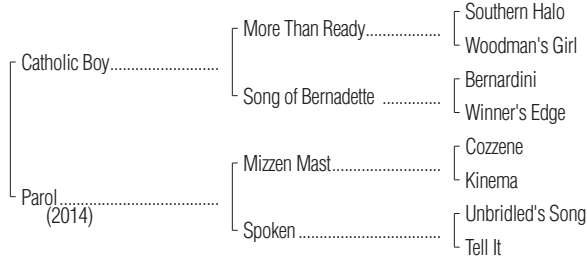 Southern Halo
More Than Ready
Woodman's Girl
Catholic Boy
Bernardini
Song of Bernadette
Winner's Edge
Cozzene
Mizzen Mast
Kinema
Parol
(2014)
Unbridled's Song
Spoken
Tell It